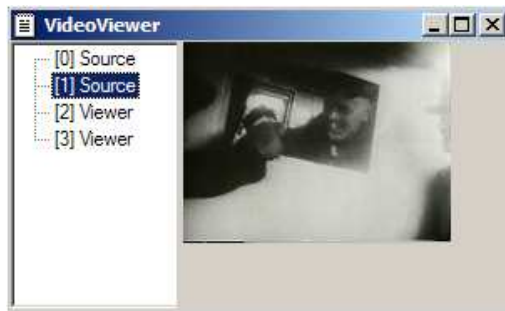 VideoViewer
[0] Source
[1] Source
[2] Viewer
[3] Viewer